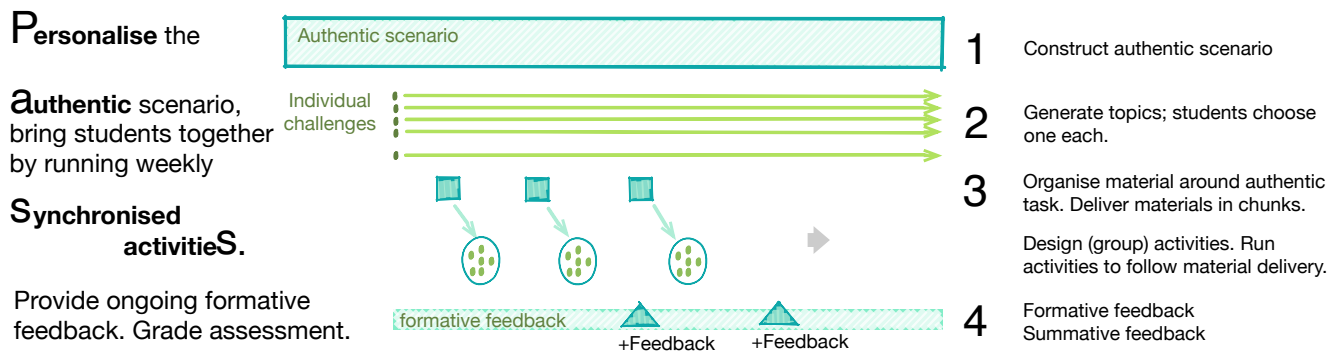 Personalise the
authentic scenario,
bring students together
by running weekly
Synchronised
activitieS.
Provide ongoing formative
feedback. Grade assessment.
Authentic scenario
Individual
challenges
formative feedback
+Feedback
+Feedback
1
Construct authentic scenario
2
Generate topics; students choose
one each.
3
Organise material around authentic
task. Deliver materials in chunks.
Design (group) activities. Run
activities to follow material delivery.
4
Formative feedback
Summative feedback